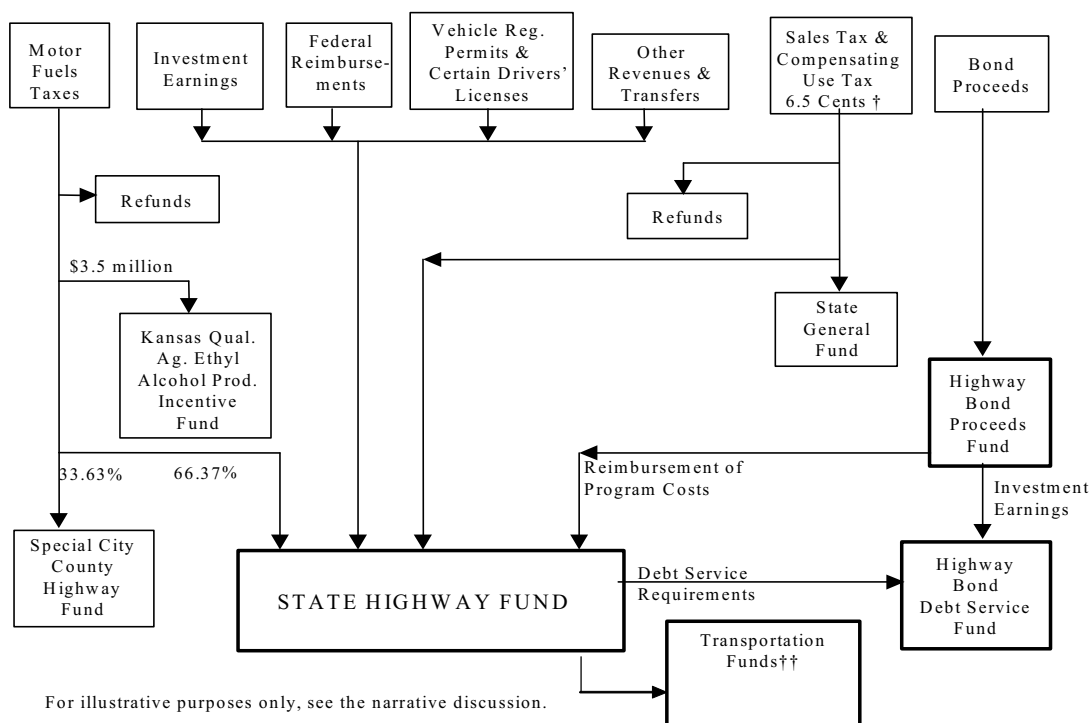 Motor
Fuels
Taxes
Investment
Earnings
Federal
Reimburse-
ments
Vehicle Reg.
Permits &
Certain Drivers'
Licenses
Other
Revenues &
Transfers
Sales Tax &
Compensating
Use Tax
6.5 Cents †
Bond
Proceeds
Refunds
Refunds
$3.5 million
Kansas Qual.
Ag. Ethyl
Alcohol Prod.
Incentive
Fund
State
General
Fund
Highway
Bond
Proceeds
Fund
33.63%
66.37%
Reimbursement of
Program Costs
Investment
Earnings
Special City
County
Highway
Fund
STATE HIGHWAY FUND
Debt Service
Requirements
Highway
Bond
Debt Service
Fund
Transportation
Funds††
For illustrative purposes only, see the narrative discussion.